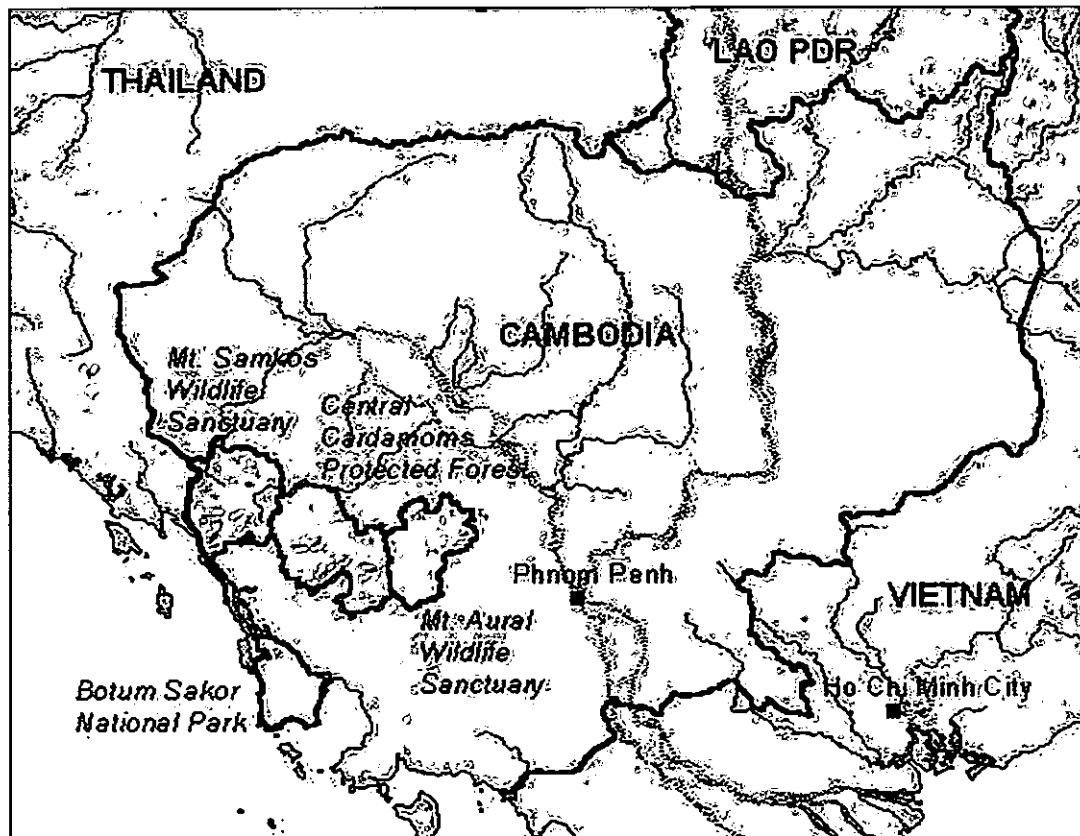 LAO PDR
THAILAND
CAMBODIA
Mt. Samkos
Wildlife
Sanctuary
Central
Cardamoms
Protected Forest
Phnom Penh
VIETNAM
Mt. Aural
Wildlife
Sanctuary
Ho Chi Minh City
Botum Sakor
National Park